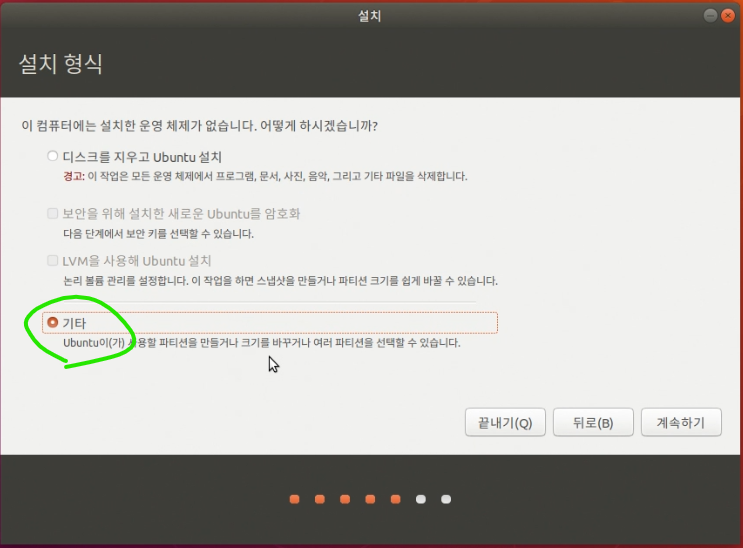 설치
설치 형식
이 컴퓨터에는 설치한 운영 체제가 없습니다. 어떻게 하시겠습니까?
디스크를 지우고 Ubuntu 설치
경고: 이 작업은 모든 운영 체제에서 프로그램, 문서, 사진, 음악, 그리고 기타 파일을 삭제합니다.
보안을 위해 설치한 새로운 Ubuntu를 암호화
다음 단계에서 보안 키를 선택할 수 있습니다.
LVM을 사용해 Ubuntu 설치
논리 볼륨 관리를 설정합니다. 이 작업을 하면 스냅샷을 만들거나 파티션 크기를 쉽게 바꿀 수 있습니다.
기타
Ubuntu이(가) 사용할 파티션을 만들거나 크기를 바꾸거나 여러 파티션을 선택할 수 있습니다.
끝내기(Q) 뒤로(B) 계속하기